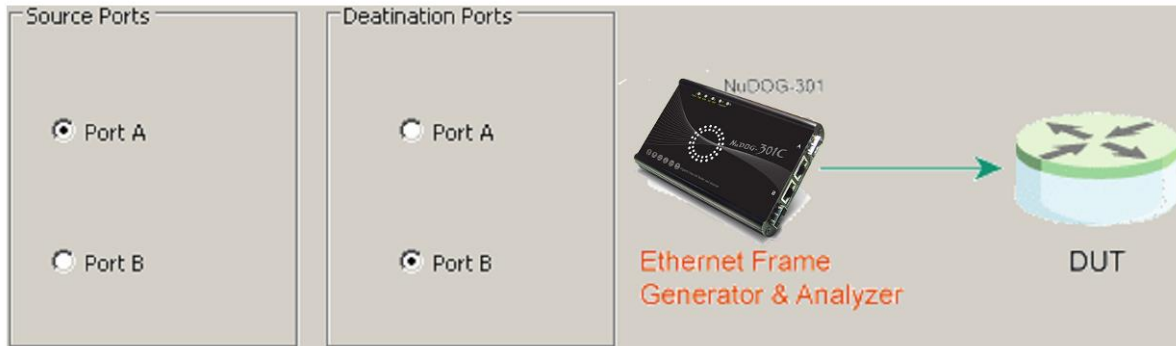 Source Ports
Port A
Port B
Deatination Ports
Port A
Port B
NuDOG-301
NuDOG-301C
A
B
Ethernet Frame
Generator & Analyzer
DUT